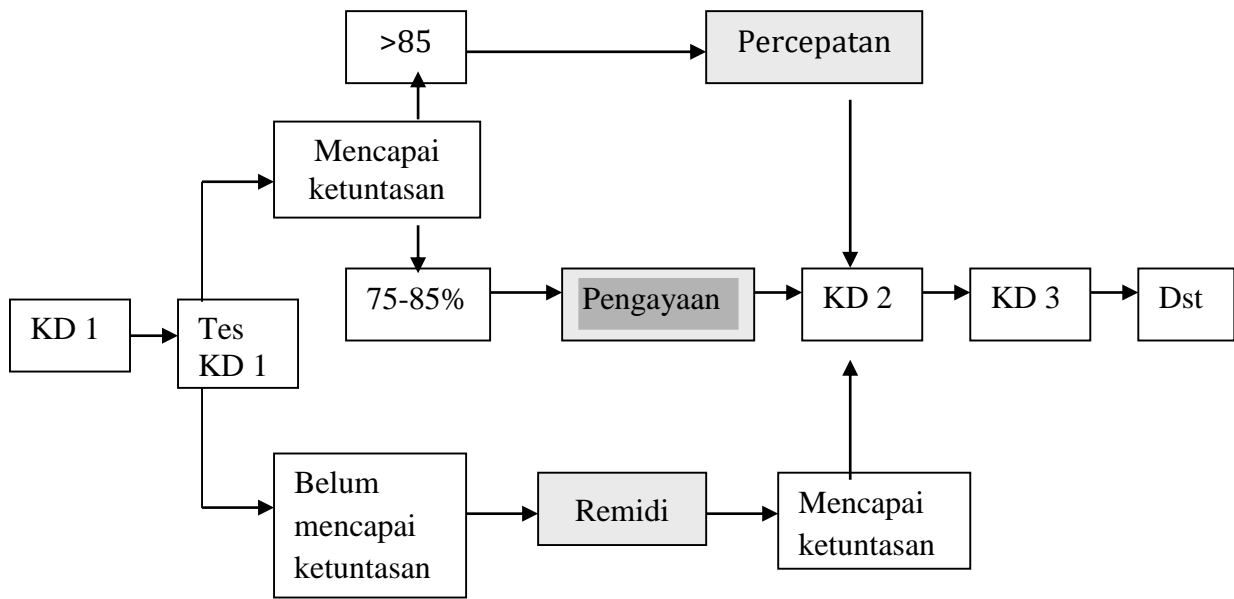 >85
Percepatan
Mencapai
ketuntasan
75-85%
Pengayaan
KD 2
KD 3
Dst
KD 1
Tes
KD 1
Belum
mencapai
ketuntasan
Remidi
Mencapai
ketuntasan